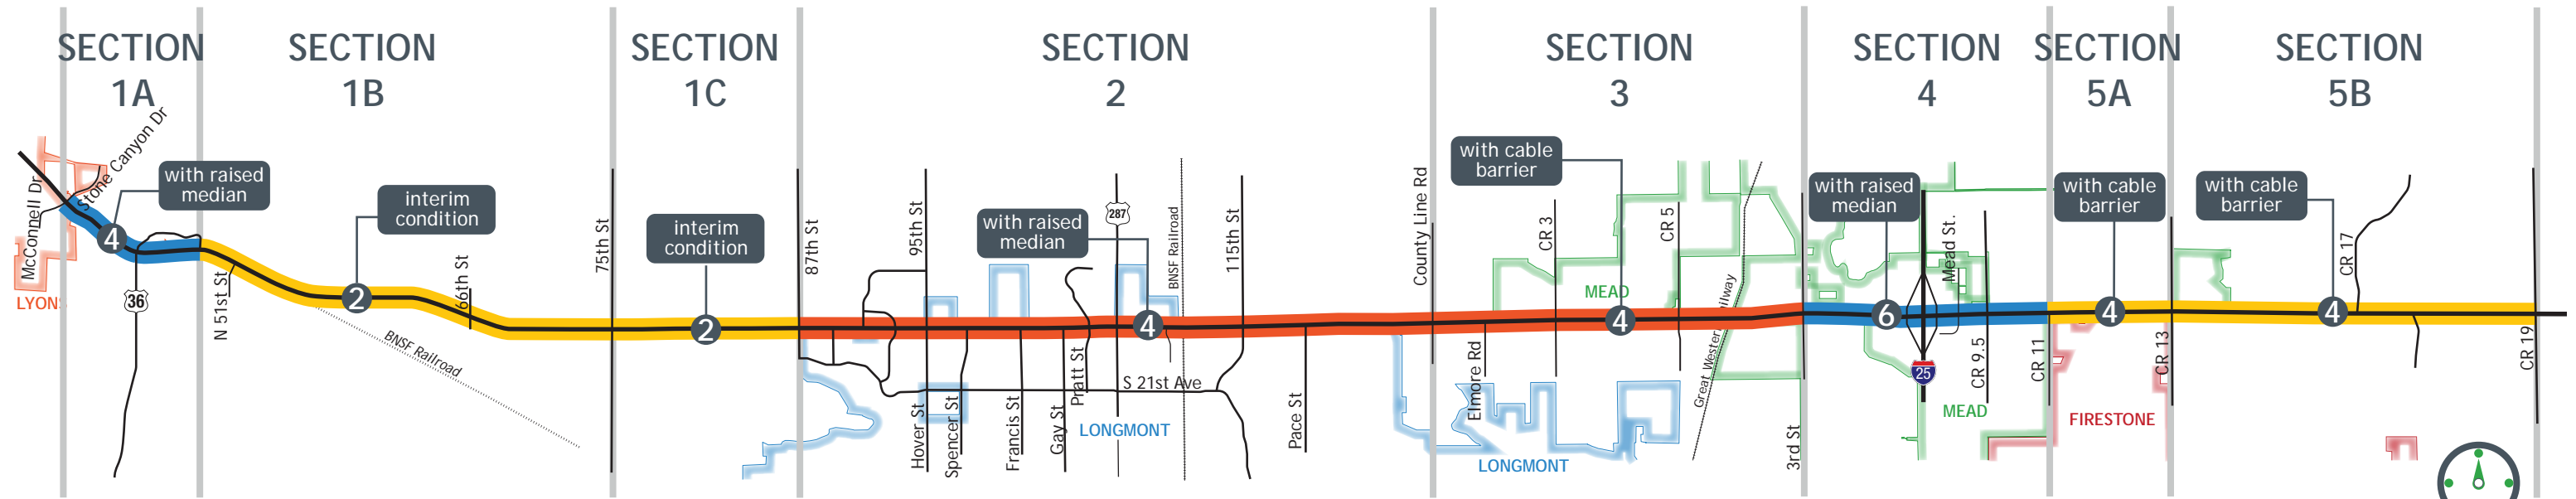 SECTION
1A
SECTION
1B
SECTION
1C
SECTION
2
SECTION
3
SECTION
4
SECTION
5A
SECTION
5B
McConnell Dr
Stone Canyon Dr
LYONS
4
with raised
median
36
N 51st St
interim
condition
2
66th St
BNSF Railroad
75th St
interim
condition
2
87th St
95th St
Hover St
Spencer St
Francis St
Gay St
Pratt St
with raised
median
287
4
BNSF Railroad
S 21st Ave
LONGMONT
115th St
Pace St
County Line Rd
with cable
barrier
Elmore Rd
CR 3
MEAD
4
CR 5
LONGMONT
Great Western Railway
3rd St
with raised
median
6
25
Mead St.
CR 9.5
MEAD
CR 11
with cable
barrier
4
FIRESTONE
CR 13
with cable
barrier
4
CR 17
CR 19